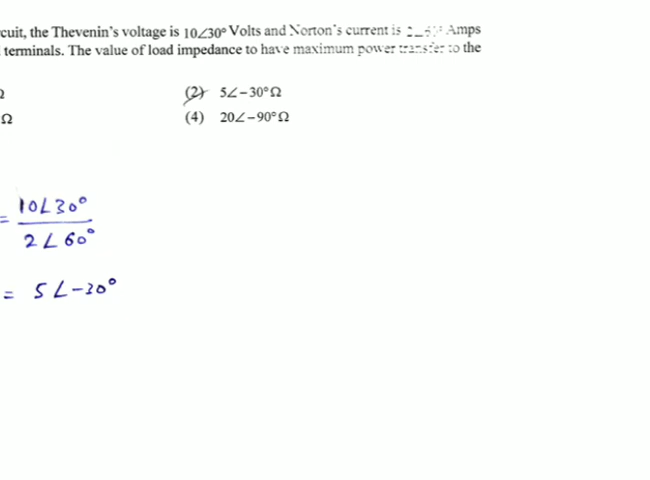 cuit, the Thevenin's voltage is 10∠30° Volts and Norton's current is Amps
terminals. The value of load impedance to have maximum power transfer to the
(2) 5∠−30°Ω
Ω
(4) 20∠−90°Ω
= 10∠30°
2∠60°
= 5∠−30°